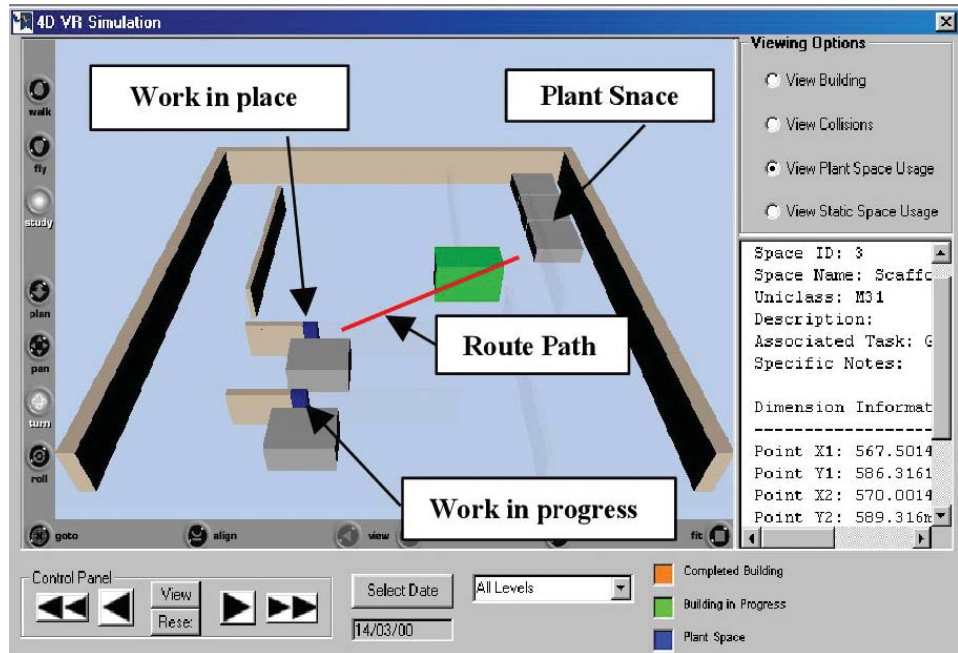 4D VR Simulation
Work in place
Plant Snace
Route Path
Work in progress
walk
fly
study
plan
pan
turn
roll
goto
align
view
fit
Viewing Options
View Building
View Collisions
View Plant Space Usage
View Static Space Usage
Space ID: 3
Space Name: Scaffo
Uniclass: M31
Description:
Associated Task: G
Specific Notes:
Dimension Informat
------------------
Point X1: 567.5014
Point Y1: 586.3161
Point X2: 570.0014
Point Y2: 589.316m
Control Panel
View
Reset
Select Date
14/03/00
All Levels
Completed Building
Building in Progress
Plant Space